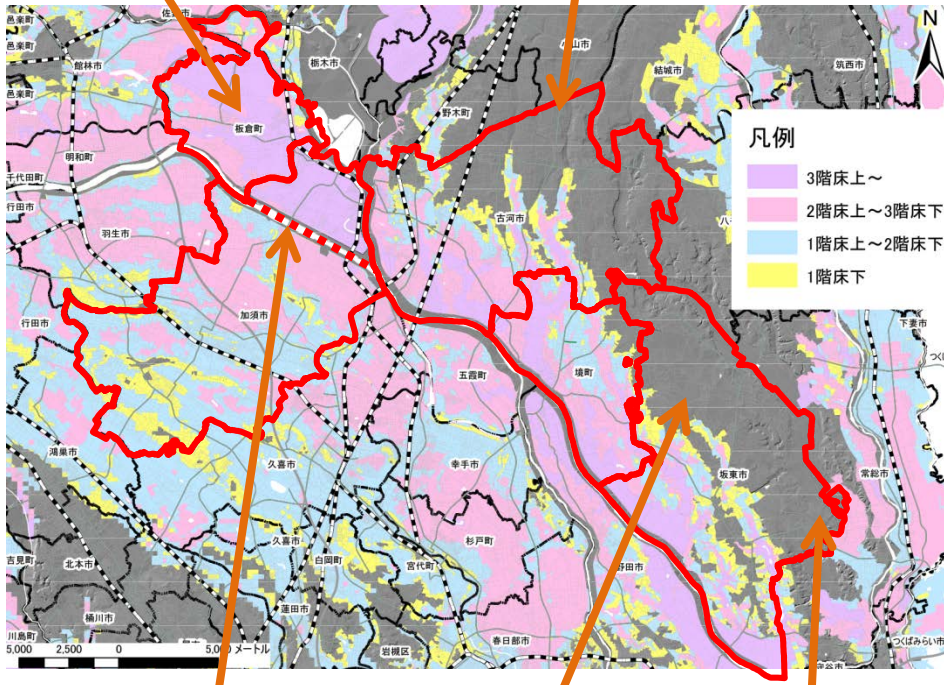 邑楽町
館林市
栃木市
小山市
結城市
筑西市
N
邑楽町
板倉町
野木町
凡例
3階床上～
2階床上～3階床下
1階床上～2階床下
1階床下
明和町
千代田町
行田市
羽生市
古河市
加須市
行田市
下妻市
五霞町
境町
鴻巣市
久喜市
幸手市
坂東市
常総市
久喜市
杉戸町
吉見町
北本市
白岡町
宮代町
野田市
桶川市
蓮田市
川島町
春日部市
つくばみらい市
岩槻区
守谷市
5,000 2,500 0 5,000 メートル